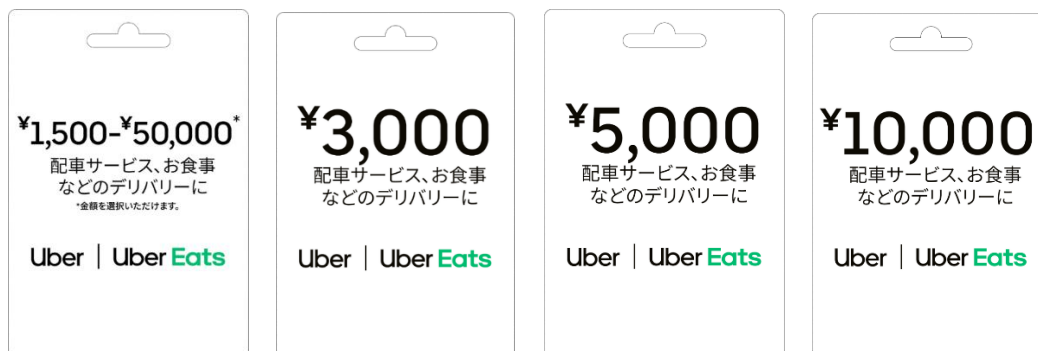 ¥1,500-¥50,000*
配車サービス、お食事
などのデリバリーに
*金額を選択いただけます。
Uber | Uber Eats
¥3,000
配車サービス、お食事
などのデリバリーに
Uber | Uber Eats
¥5,000
配車サービス、お食事
などのデリバリーに
Uber | Uber Eats
¥10,000
配車サービス、お食事
などのデリバリーに
Uber | Uber Eats